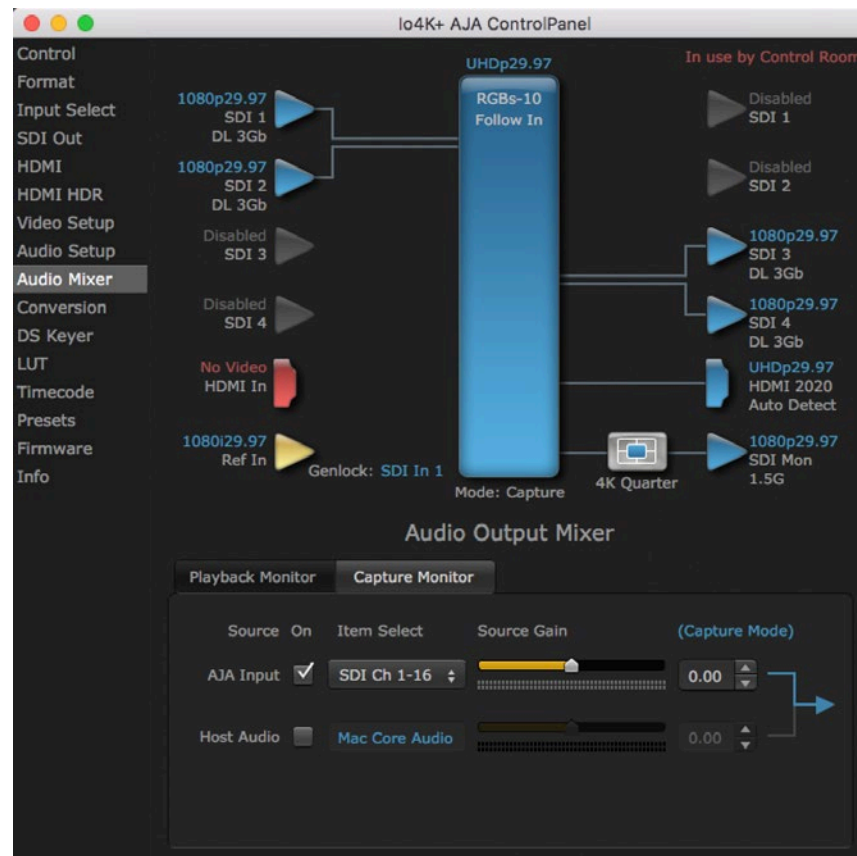 Io4K+ AJA ControlPanel
Control
Format
Input Select
SDI Out
HDMI
HDMI HDR
Video Setup
Audio Setup
Audio Mixer
Conversion
DS Keyer
LUT
Timecode
Presets
Firmware
Info
UHDp29.97
In use by Control Room
RGBs-10
Follow In
1080p29.97
SDI 1
DL 3Gb
1080p29.97
SDI 2
DL 3Gb
Disabled
SDI 3
Disabled
SDI 4
No Video
HDMI In
1080i29.97
Ref In
Genlock: SDI In 1
Mode: Capture
Disabled
SDI 1
Disabled
SDI 2
1080p29.97
SDI 3
DL 3Gb
1080p29.97
SDI 4
DL 3Gb
UHDp29.97
HDMI 2020
Auto Detect
4K Quarter
1080p29.97
SDI Mon
1.5G
Audio Output Mixer
Playback Monitor Capture Monitor
Source On Item Select Source Gain (Capture Mode)
AJA Input SDI Ch 1-16 0.00
Host Audio Mac Core Audio 0.00